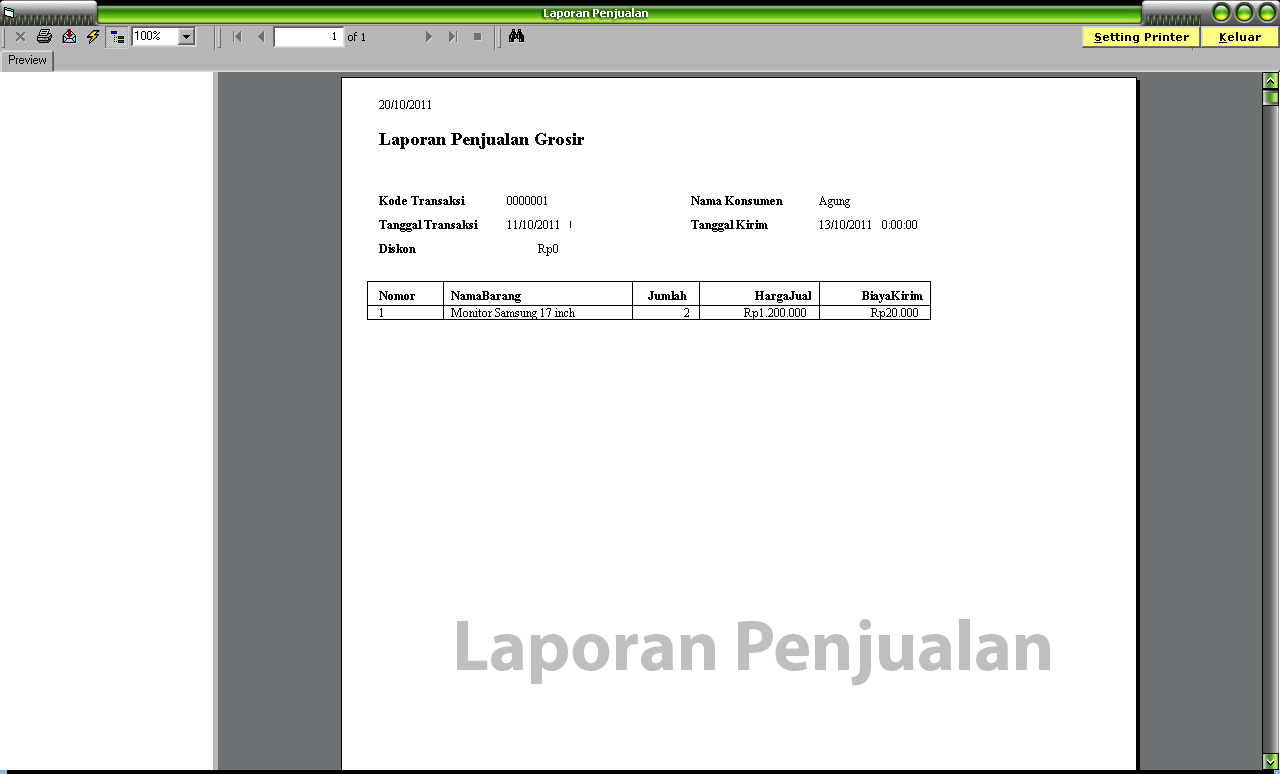 Laporan Penjualan
100%
1 of 1
Setting Printer Keluar
Preview
20/10/2011
Laporan Penjualan Grosir
Kode Transaksi 0000001 Nama Konsumen Agung
Tanggal Transaksi 11/10/2011 Tanggal Kirim 13/10/2011 0:00:00
Diskon Rp0
Nomor NamaBarang Jumlah HargaJual BiayaKirim
1 Monitor Samsung 17 inch 2 Rp1.200.000 Rp20.000
Laporan Penjualan